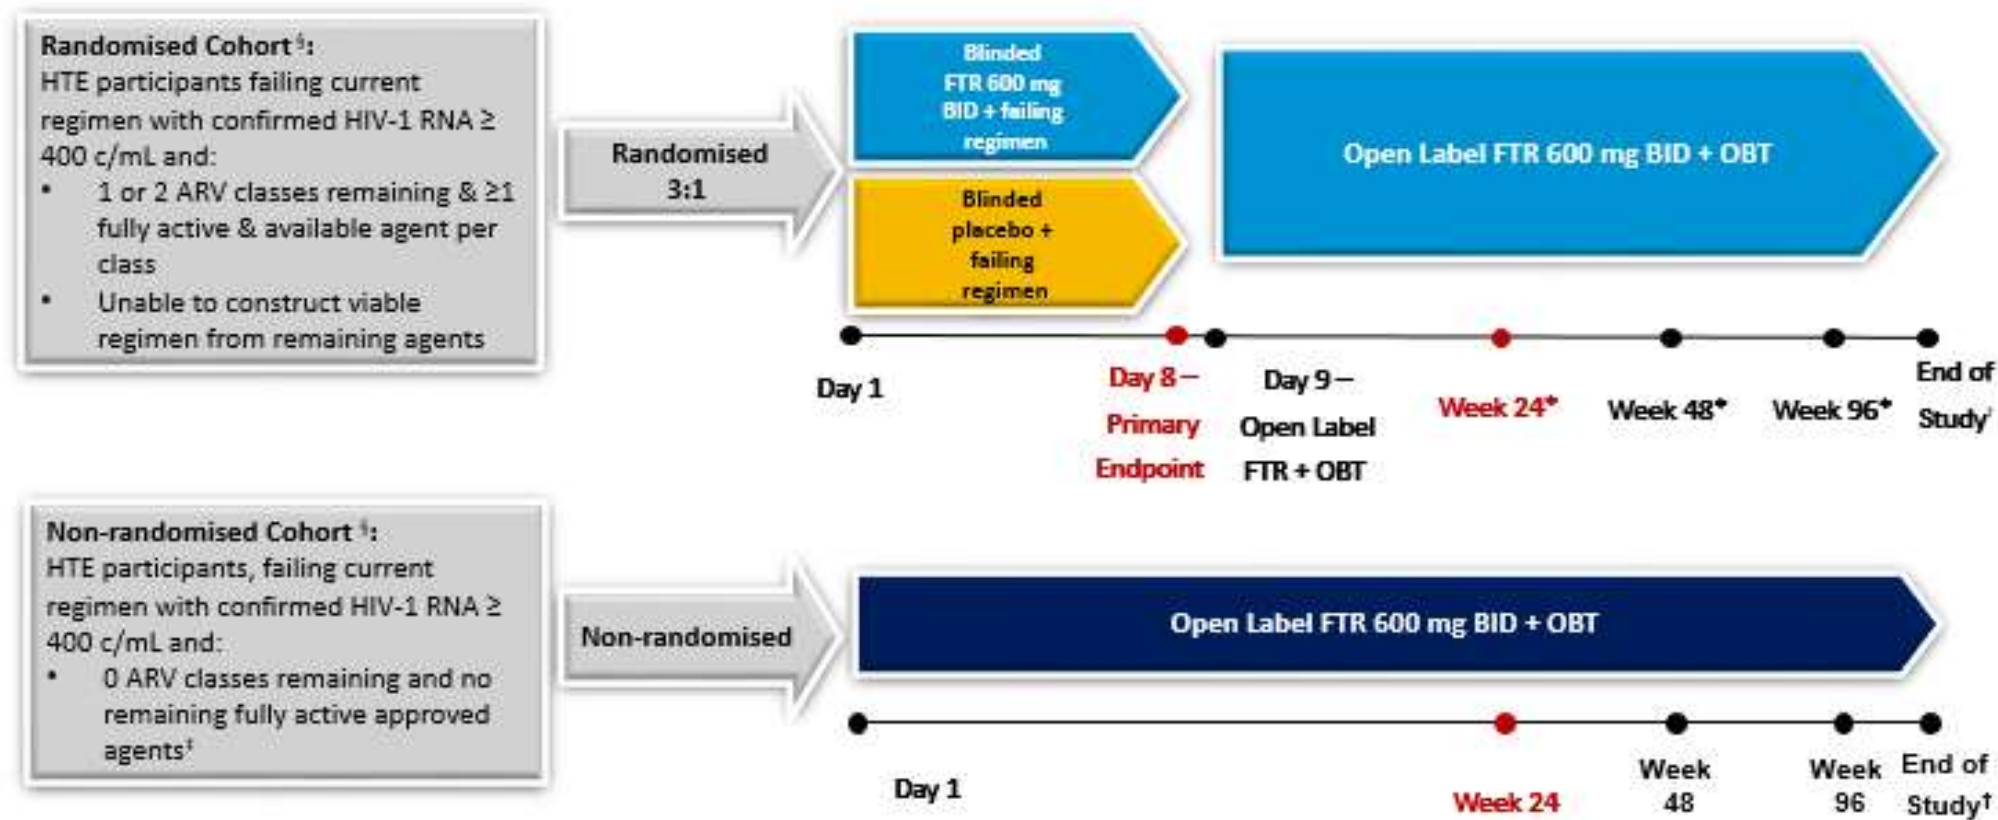 Randomised Cohort §:
HTE participants failing current
regimen with confirmed HIV-1 RNA ≥
400 c/mL and:
• 1 or 2 ARV classes remaining & ≥1
fully active & available agent per
class
• Unable to construct viable
regimen from remaining agents
Randomised
3:1
Blinded
FTR 600 mg
BID + failing
regimen
Blinded
placebo +
failing
regimen
Open Label FTR 600 mg BID + OBT
Day 1
Day 8–
Primary
Endpoint
Day 9–
Open Label
FTR + OBT
Week 24*
Week 48*
Week 96*
End of
Study
Non-randomised Cohort §:
HTE participants, failing current
regimen with confirmed HIV-1 RNA ≥
400 c/mL and:
• 0 ARV classes remaining and no
remaining fully active approved
agents‡
Non-randomised
Open Label FTR 600 mg BID + OBT
Day 1
Week 24
Week
48
Week
96
End of
Study†